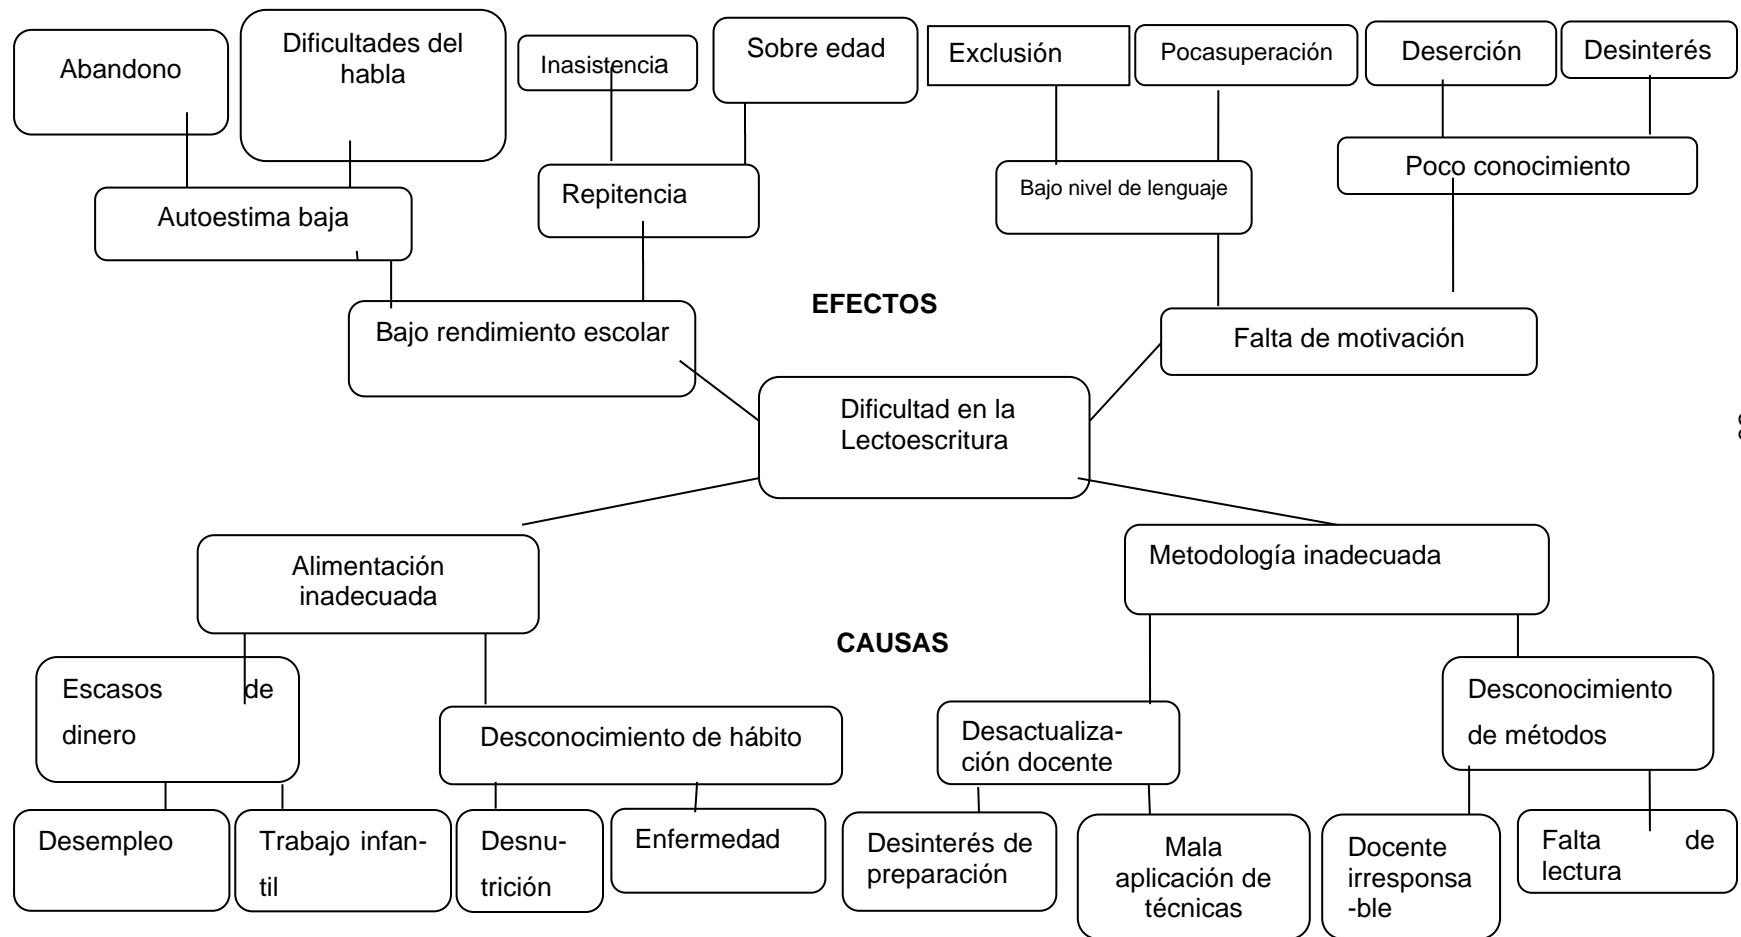 Abandono
Dificultades del
habla
Inasistencia
Sobre edad
Exclusión
Pocasuperación
Deserción
Desinterés
Autoestima baja
Repitencia
Bajo nivel de lenguaje
Poco conocimiento
Bajo rendimiento escolar
EFECTOS
Falta de motivación
Dificultad en la
Lectoescritura
Alimentación
inadecuada
Metodología inadecuada
CAUSAS
Escasos de
dinero
Desconocimiento de hábito
Desactualiza-
ción docente
Desconocimiento
de métodos
Desempleo
Trabajo infan-
til
Desnu-
trición
Enfermedad
Desinterés de
preparación
Mala
aplicación de
técnicas
Docente
irresponsa
-ble
Falta de
lectura